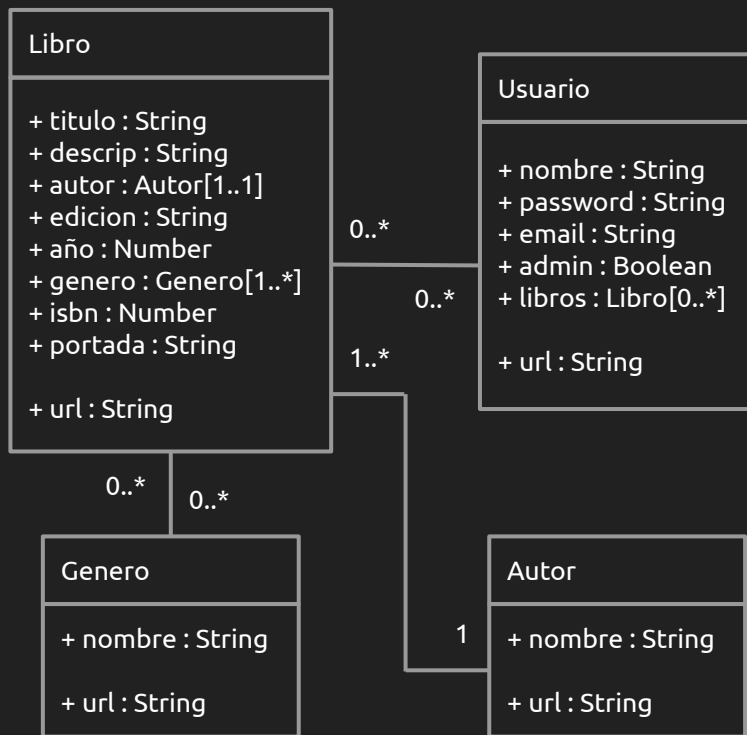 Libro
+ titulo : String
+ descrip : String
+ autor : Autor[1..1]
+ edicion : String
+ año : Number
+ genero : Genero[1..*]
+ isbn : Number
+ portada : String
+ url : String
Usuario
+ nombre : String
+ password : String
+ email : String
+ admin : Boolean
+ libros : Libro[0..*]
+ url : String
0..*
0..*
1..*
0..*
0..*
1
Genero
+ nombre : String
+ url : String
Autor
+ nombre : String
+ url : String